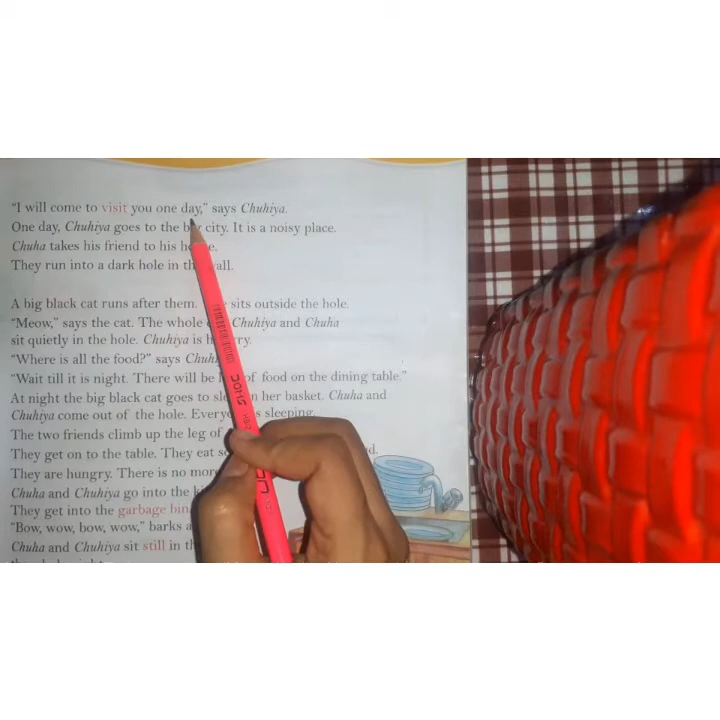 “I will come to visit you one day,” says Chuhiya.
One day, Chuhiya goes to the big city. It is a noisy place.
Chuha takes his friend to his
They run into a dark hole in the wall.
A big black cat runs after them. sits outside the hole.
“Meow,” says the cat. The whole Chuhiya and Chuha
sit quietly in the hole. Chuhiya is
“Where is all the food?” says
“Wait till it is night. There will be of food on the dining table.”
At night the big black cat goes to in her basket. Chuha and
Chuhiya come out of the hole. is sleeping.
The two friends climb up the leg of
They get on to the table. They eat
They are hungry. There is no more
Chuha and Chuhiya go into the
They get into the garbage bin.
“Bow, wow, bow, wow,” barks
Chuha and Chuhiya sit still in
DOMS